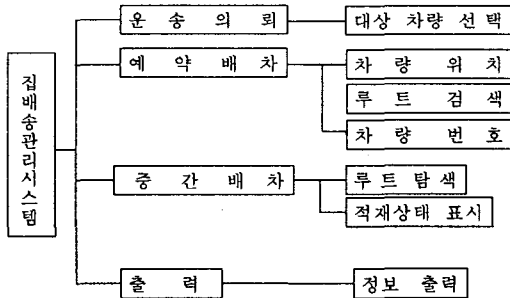 집배송관리시스템
운송의뢰
대상 차량 선택
예약배차
차량 위치
루트 검색
차량 번호
중간배차
루트 탐색
적재상태 표시
출력
정보 출력